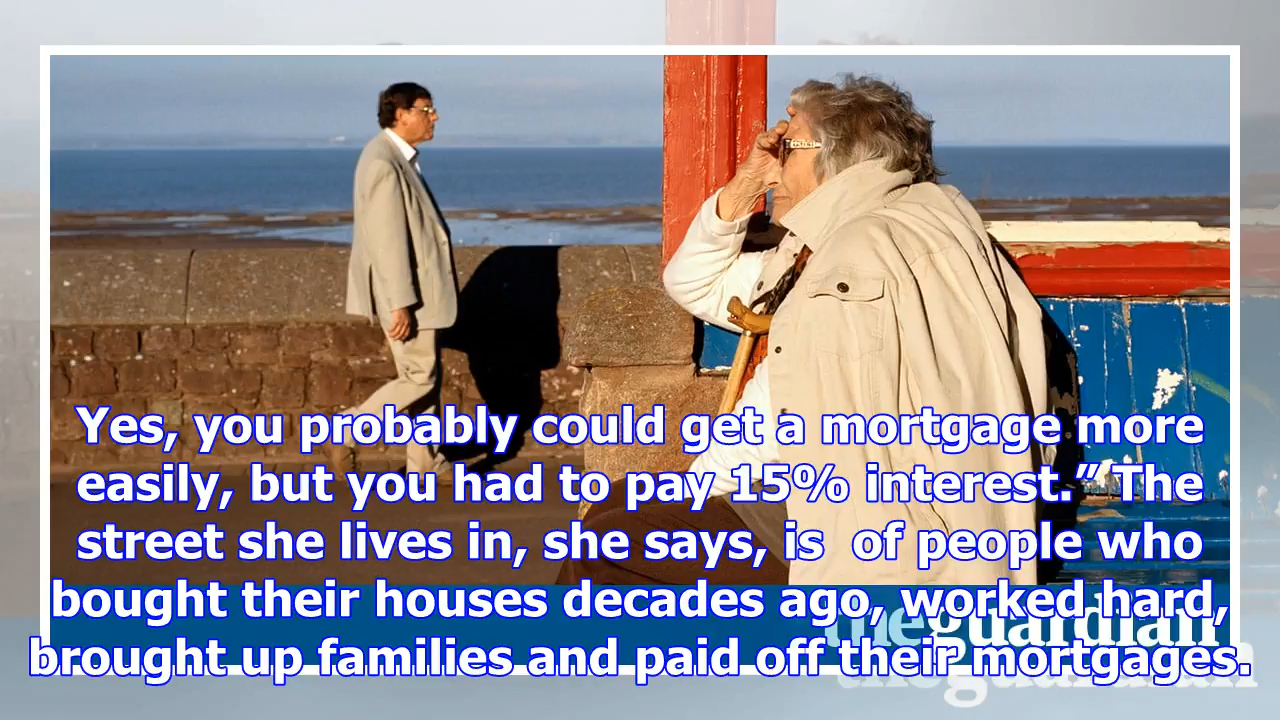 Yes, you probably could get a mortgage more
easily, but you had to pay 15% interest.” The
street she lives in, she says, is  of people who
bought their houses decades ago, worked hard,
brought up families and paid off their mortgages.
theguardian
theguardian